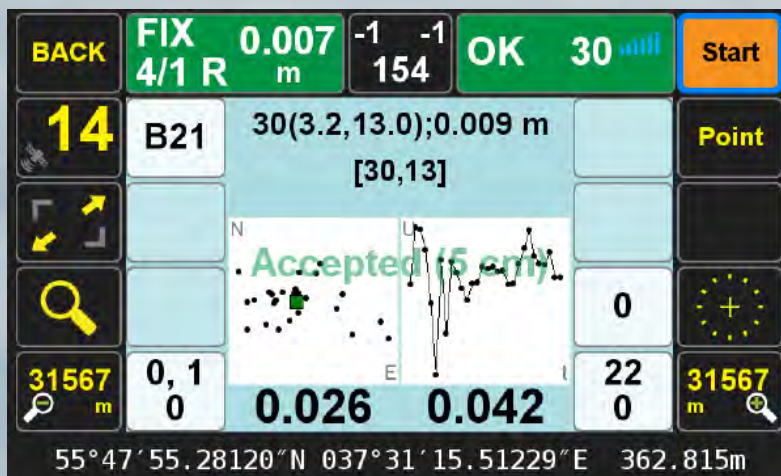 BACK
FIX 0.007
4/1 R m
-1 -1
154
OK 30
Start
14
B21
30(3.2,13.0);0.009 m
[30,13]
Point
N
U
Accepted (5 cm)
0
31567
m
0, 1
0
E
t
0.026 0.042
22
0
31567
m
55°47′55.28120″N 037°31′15.51229″E 362.815m